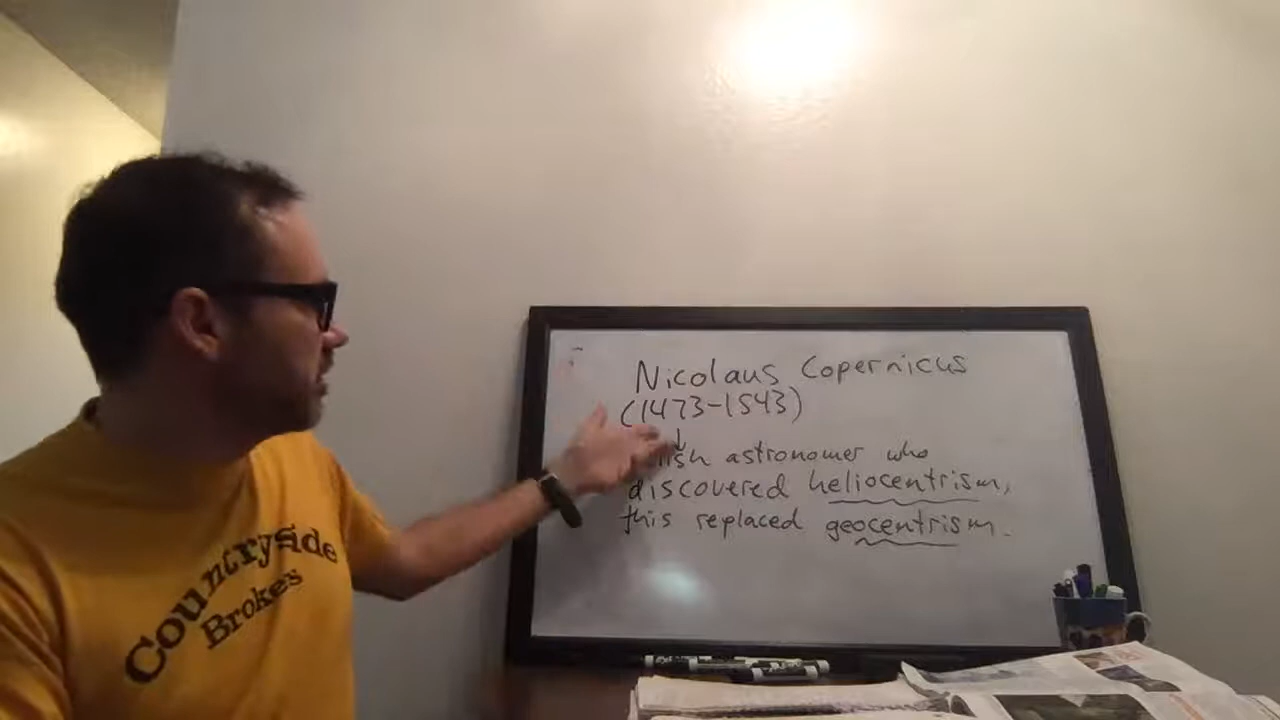 Countryside
Brokes
Nicolaus Copernicus
(1473-1543)
astronomer who
discovered heliocentrism,
this replaced geocentrism.